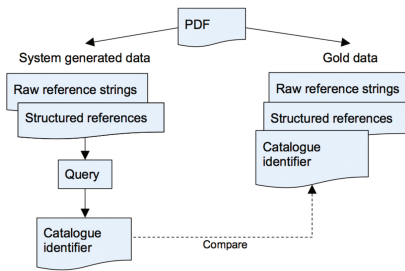 PDF
System generated data
Gold data
Raw reference strings
Structured references
Query
Catalogue
identifier
Raw reference strings
Structured references
Catalogue
identifier
Compare